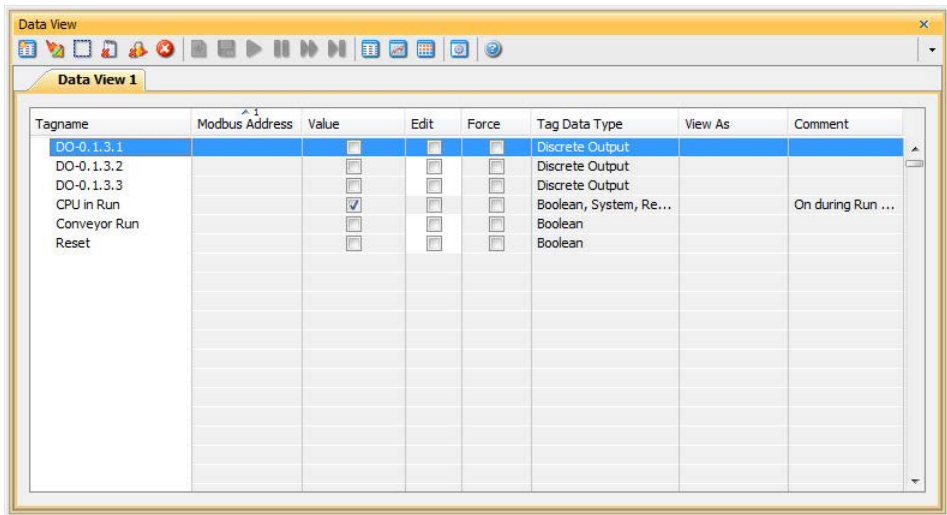 Data View
Data View 1
Tagname Modbus Address 1 Value Edit Force Tag Data Type View As Comment
DO-0.1.3.1 Discrete Output
DO-0.1.3.2 Discrete Output
DO-0.1.3.3 Discrete Output
CPU in Run Boolean, System, Re... On during Run ...
Conveyor Run Boolean
Reset Boolean